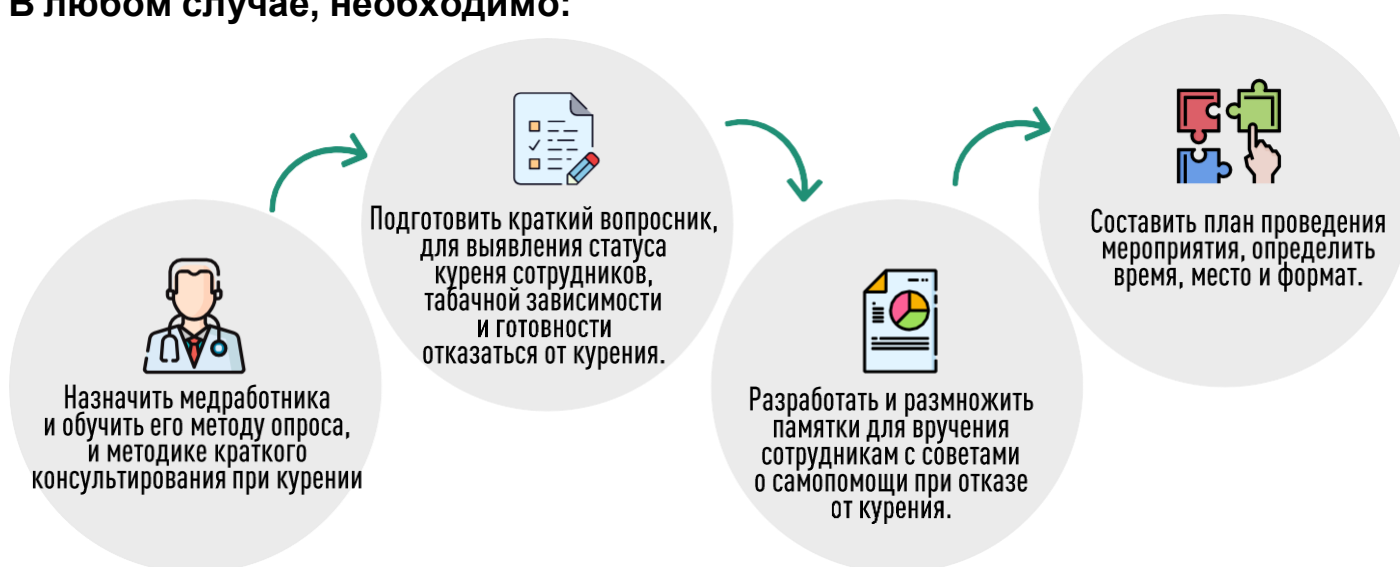 В любом случае, необходимо:
Назначить медработника
и обучить его методу опроса,
и методике краткого
консультирования при курении
Подготовить краткий вопросник,
для выявления статуса
куреня сотрудников,
табачной зависимости
и готовности
отказаться от курения.
Разработать и размножить
памятки для вручения
сотрудникам с советами
о самопомощи при отказе
от курения.
Составить план проведения
мероприятия, определить
время, место и формат.